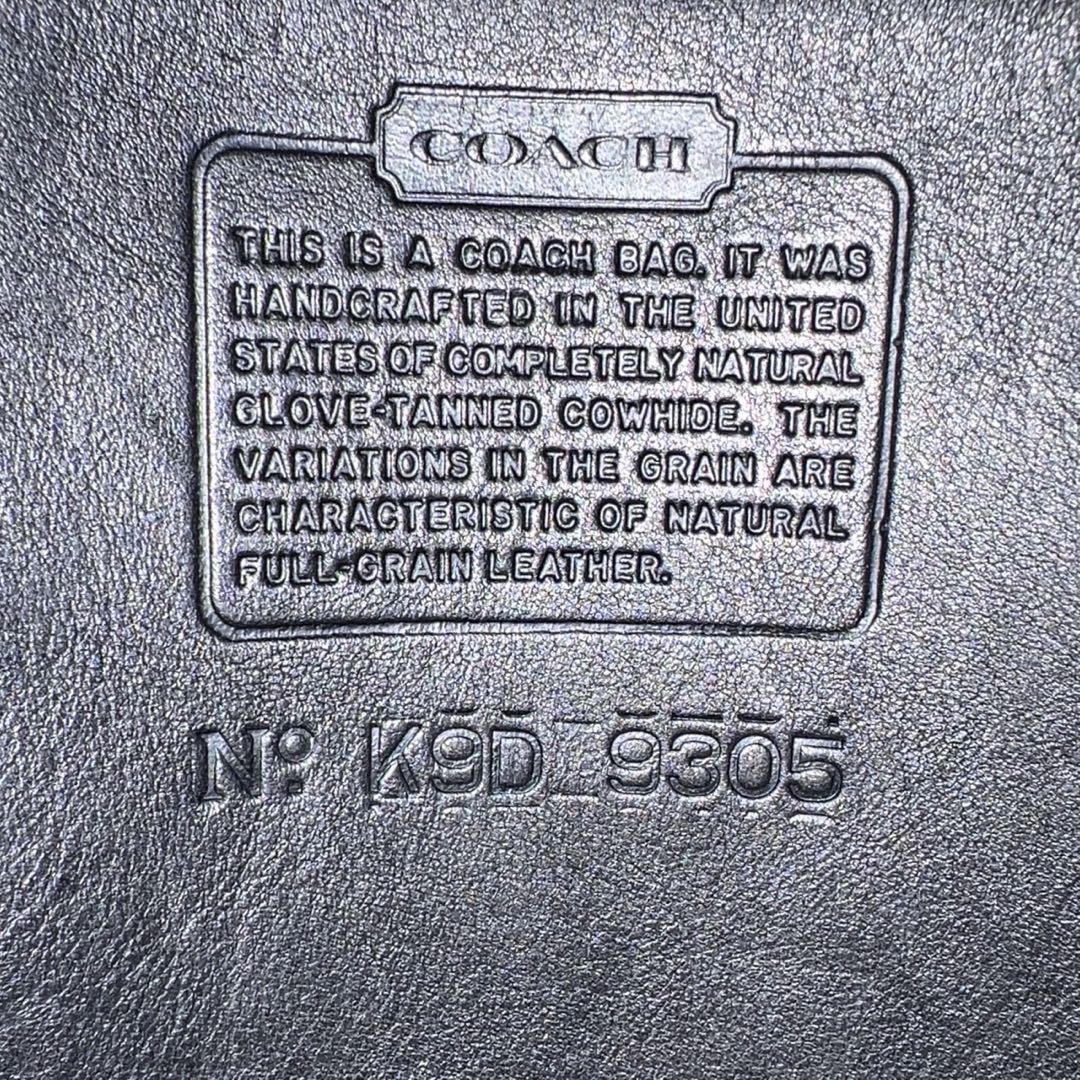 COACH
THIS IS A COACH BAG. IT WAS
HANDCRAFTED IN THE UNITED
STATES OF COMPLETELY NATURAL
GLOVE-TANNED COWHIDE. THE
VARIATIONS IN THE GRAIN ARE
CHARACTERISTIC OF NATURAL
FULL-GRAIN LEATHER.
Nº K9D 9305